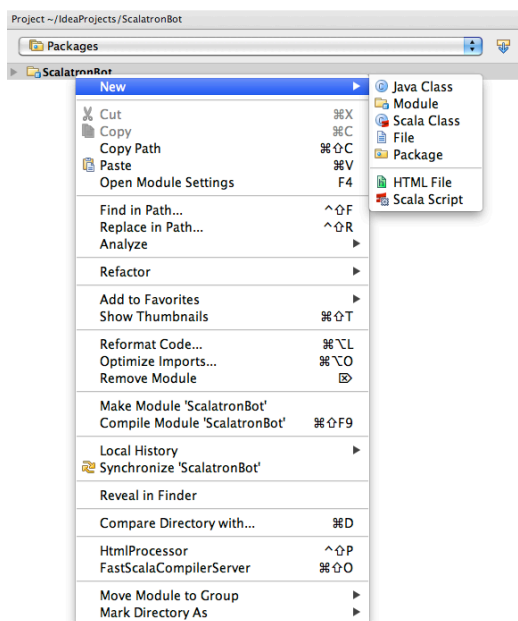 Project ~/IdeaProjects/ScalatronBot
Packages
ScalatronBot
New
Cut ⌘X
Copy ⌘C
Copy Path ⌘⇧C
Paste ⌘V
Open Module Settings F4
Find in Path... ^⇧F
Replace in Path... ^⇧R
Analyze
Refactor
Add to Favorites
Show Thumbnails ⌘⇧T
Reformat Code... ⌘⌥L
Optimize Imports... ⌘⌥O
Remove Module ⌦
Make Module 'ScalatronBot'
Compile Module 'ScalatronBot' ⌘⇧F9
Local History
Synchronize 'ScalatronBot'
Reveal in Finder
Compare Directory with... ⌘D
HtmlProcessor ^⇧P
FastScalaCompilerServer ⌘⇧O
Move Module to Group
Mark Directory As
Java Class
Module
Scala Class
File
Package
HTML File
Scala Script